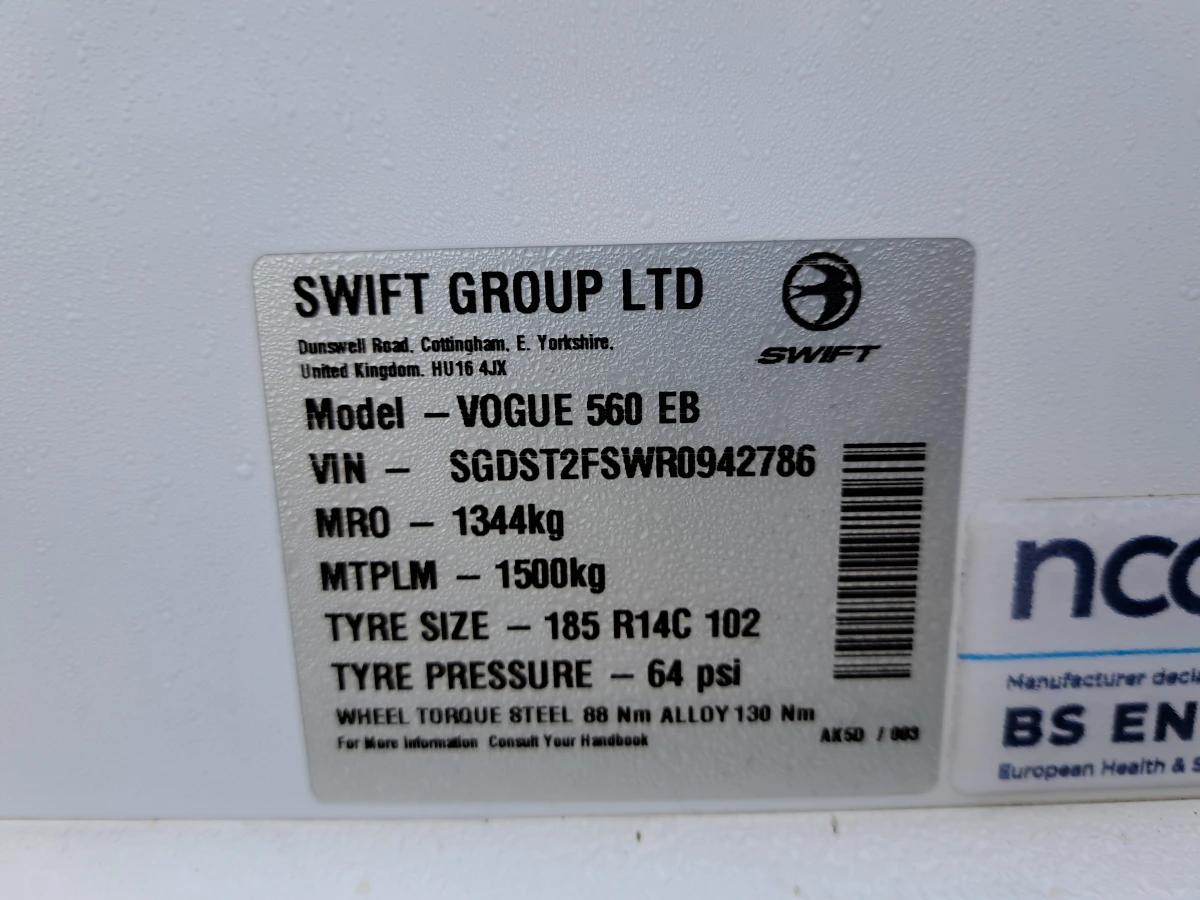 SWIFT GROUP LTD
SWIFT
Dunswell Road, Cottingham, E. Yorkshire,
United Kingdom. HU16 4JX
Model – VOGUE 560 EB
VIN – SGDST2FSWR0942786
MRO – 1344kg
MTPLM – 1500kg
TYRE SIZE – 185 R14C 102
TYRE PRESSURE – 64 psi
WHEEL TORQUE STEEL 88 Nm ALLOY 130 Nm
For More Information Consult Your Handbook
AK5D / 003
ncc
Manufacturer
BS EN
European Health &